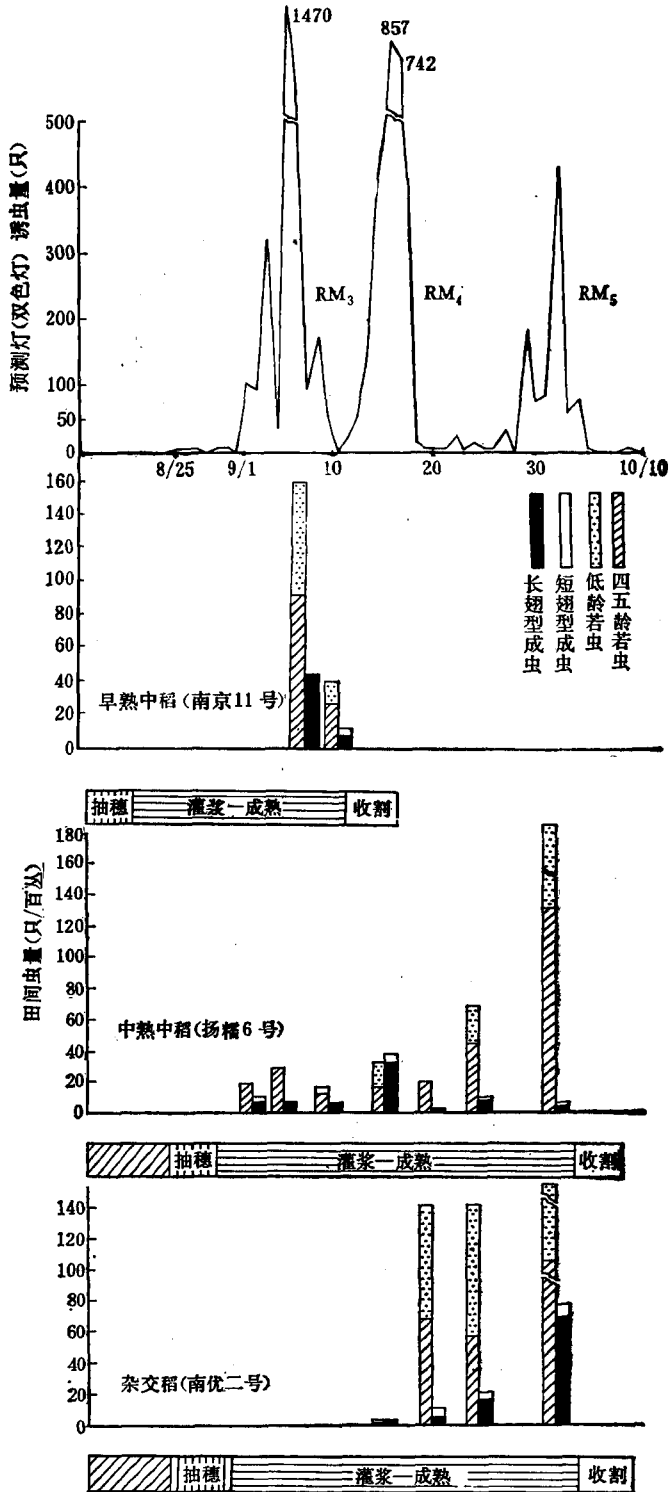 1470
857
742
预测灯(双色灯)诱虫量(只)
500
400
300
200
100
50
0
RM3
RM4
RM5
8/25
9/1
10
20
30
10/10
160
140
120
100
80
60
40
20
0
早熟中稻(南京11号)
长翅型成虫
短翅型成虫
低龄若虫
四五龄若虫
抽穗
灌浆—成熟
收割
田间虫量(只/百丛)
180
160
140
120
100
80
60
40
20
0
中熟中稻(扬糯6号)
抽穗
灌浆—成熟
收割
140
120
100
80
60
40
20
0
杂交稻(南优二号)
抽穗
灌浆—成熟
收割